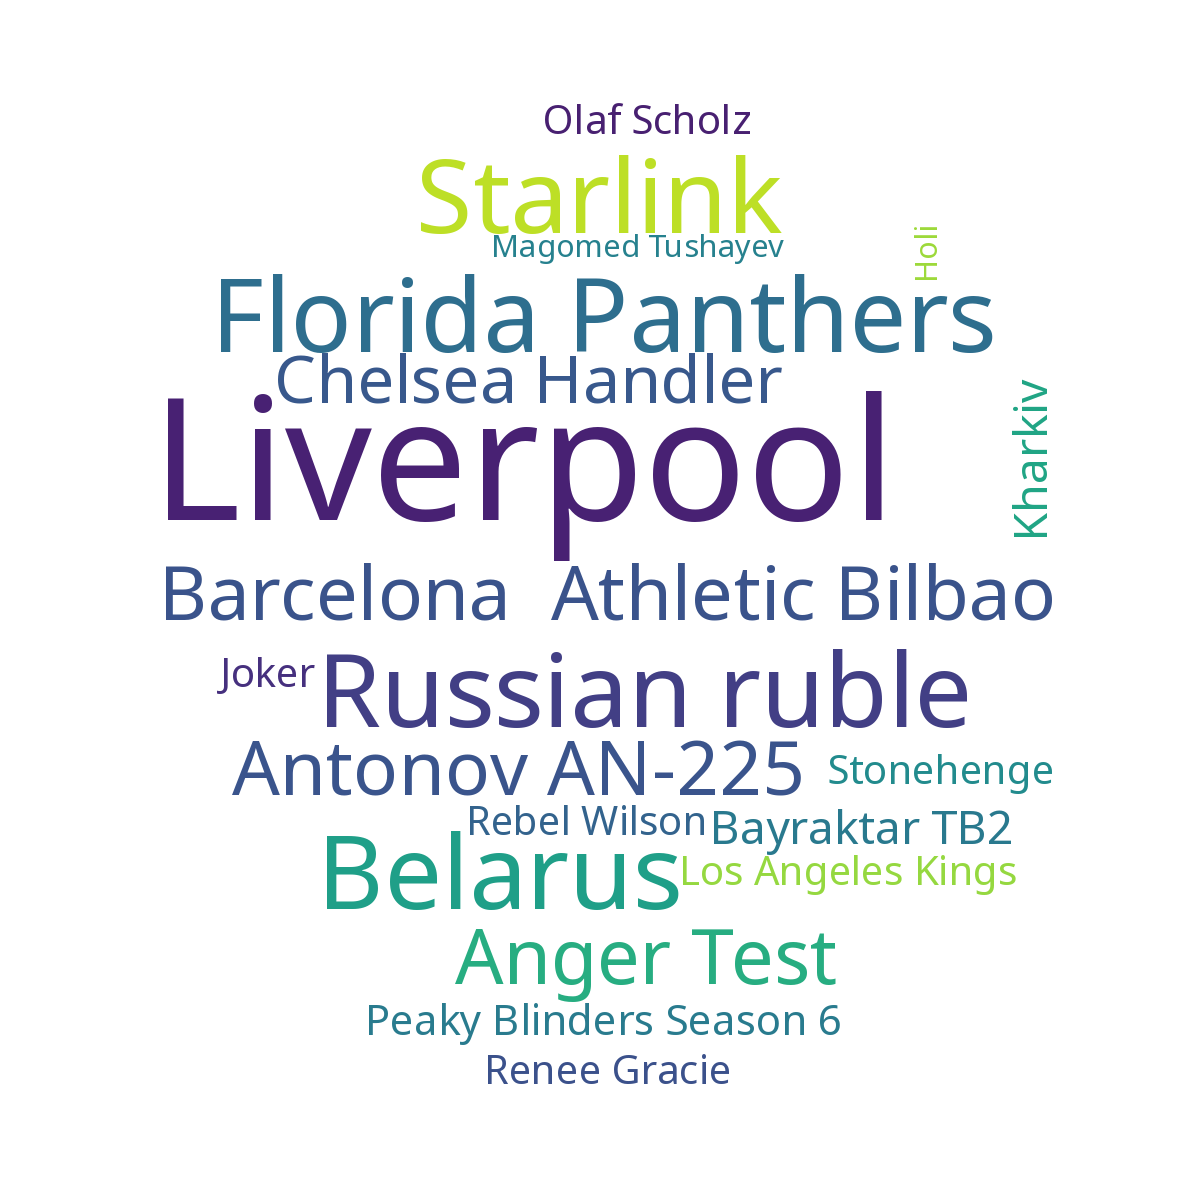 Olaf Scholz
Starlink
Magomed Tushayev
Holi
Florida Panthers
Chelsea Handler
Liverpool
Kharkiv
Barcelona Athletic Bilbao
Joker
Russian ruble
Antonov AN-225
Stonehenge
Rebel Wilson
Bayraktar TB2
Belarus
Los Angeles Kings
Anger Test
Peaky Blinders Season 6
Renee Gracie